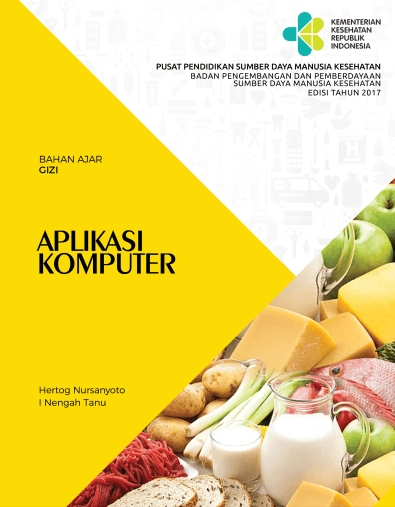 KEMENTERIAN
KESEHATAN
REPUBLIK
INDONESIA
PUSAT PENDIDIKAN SUMBER DAYA MANUSIA KESEHATAN
BADAN PENGEMBANGAN DAN PEMBERDAYAAN
SUMBER DAYA MANUSIA KESEHATAN
EDISI TAHUN 2017
BAHAN AJAR
GIZI
APLIKASI
KOMPUTER
Hertog Nursanyoto
I Nengah Tanu